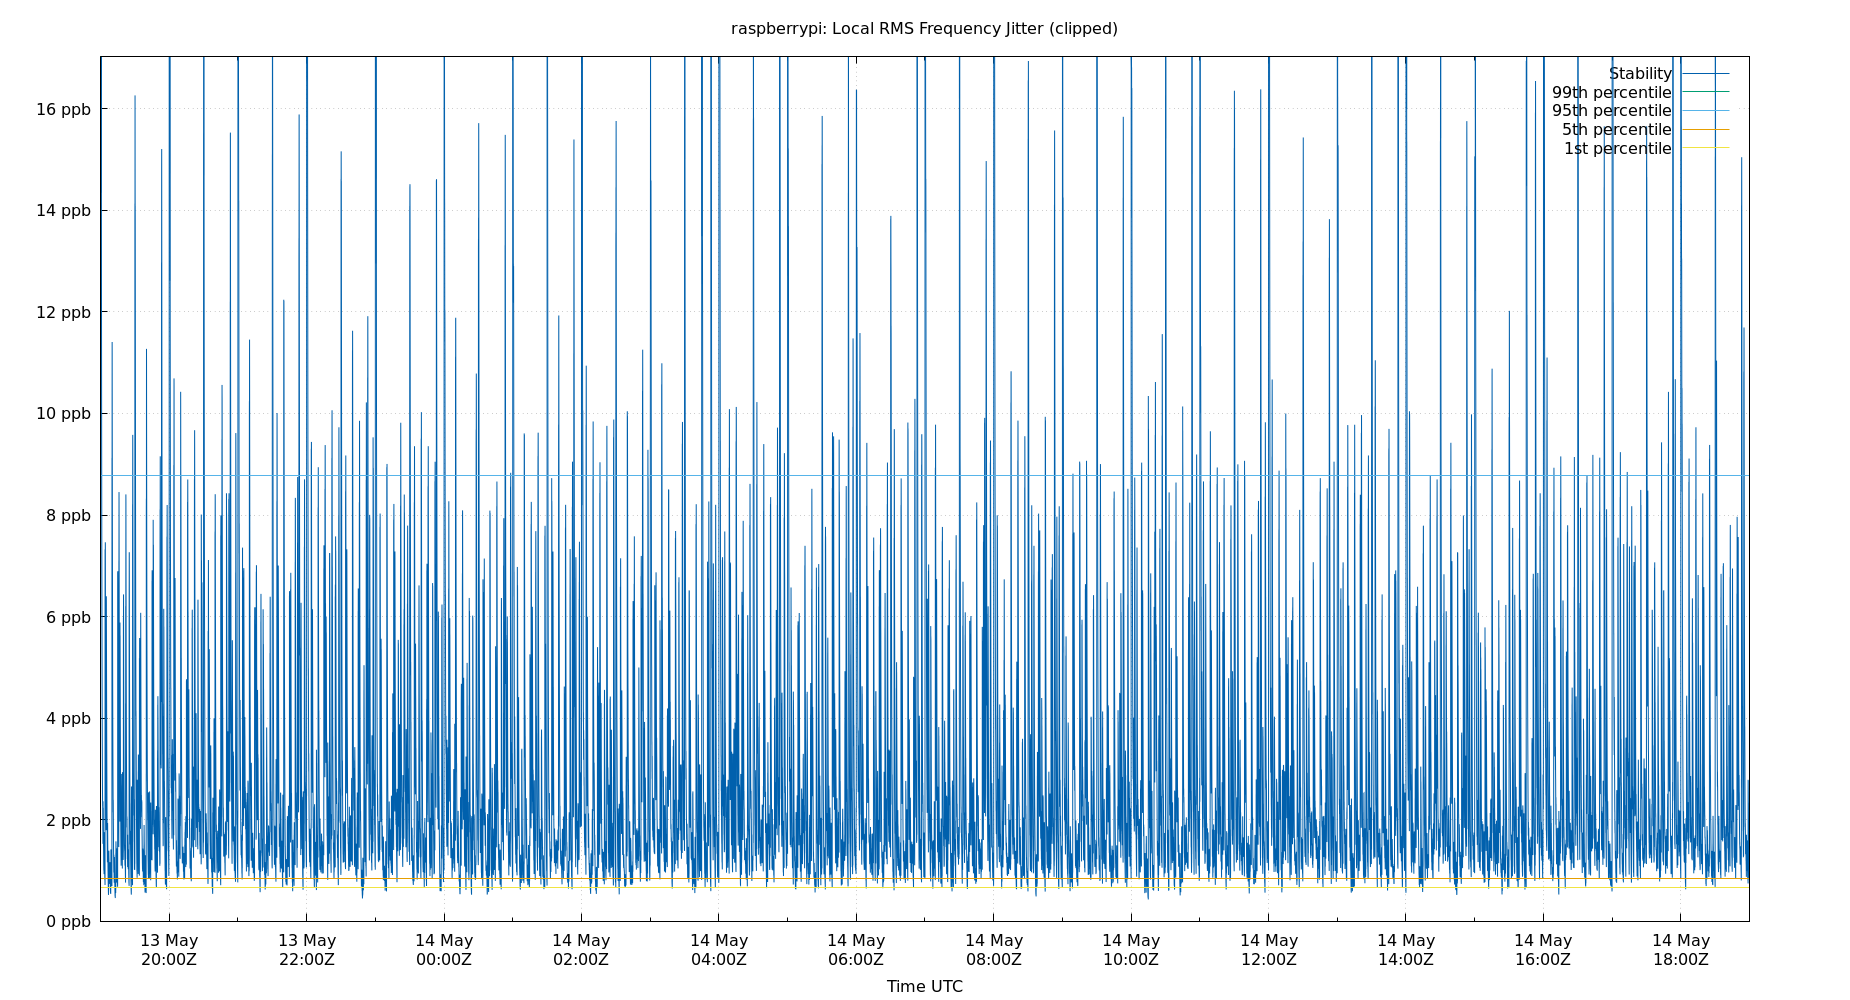 raspberrypi: Local RMS Frequency Jitter (clipped)
Stability
99th percentile
95th percentile
5th percentile
1st percentile
16 ppb
14 ppb
12 ppb
10 ppb
8 ppb
6 ppb
4 ppb
2 ppb
0 ppb
13 May 13 May 14 May 14 May 14 May 14 May 14 May 14 May 14 May 14 May 14 May 14 May
20:00Z 22:00Z 00:00Z 02:00Z 04:00Z 06:00Z 08:00Z 10:00Z 12:00Z 14:00Z 16:00Z 18:00Z
Time UTC